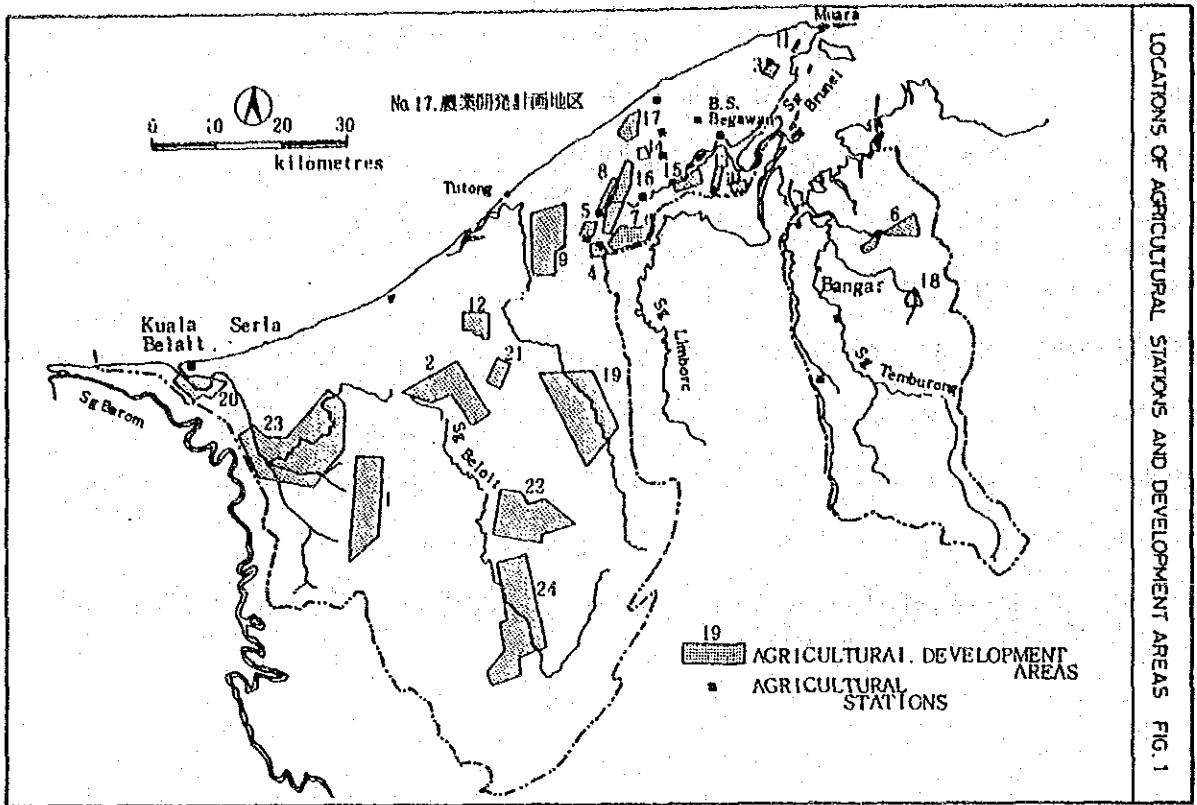 LOCATIONS OF AGRICULTURAL STATIONS AND DEVELOPMENT AREAS FIG. 1
Muara
No.17.農業開発計画地区
0 10 20 30
kilometres
B.S.
Begawan
Sg Brunei
17
8
16
15
Tutong
5
7
9
4
6
Bangar
18
12
Kuala
Belait
Seria
2
21
19
Sg
Limborc
Sg Temburong
Sg Barom
20
23
Sg Belait
1
22
24
19
AGRICULTURAL DEVELOPMENT
AREAS
AGRICULTURAL
STATIONS